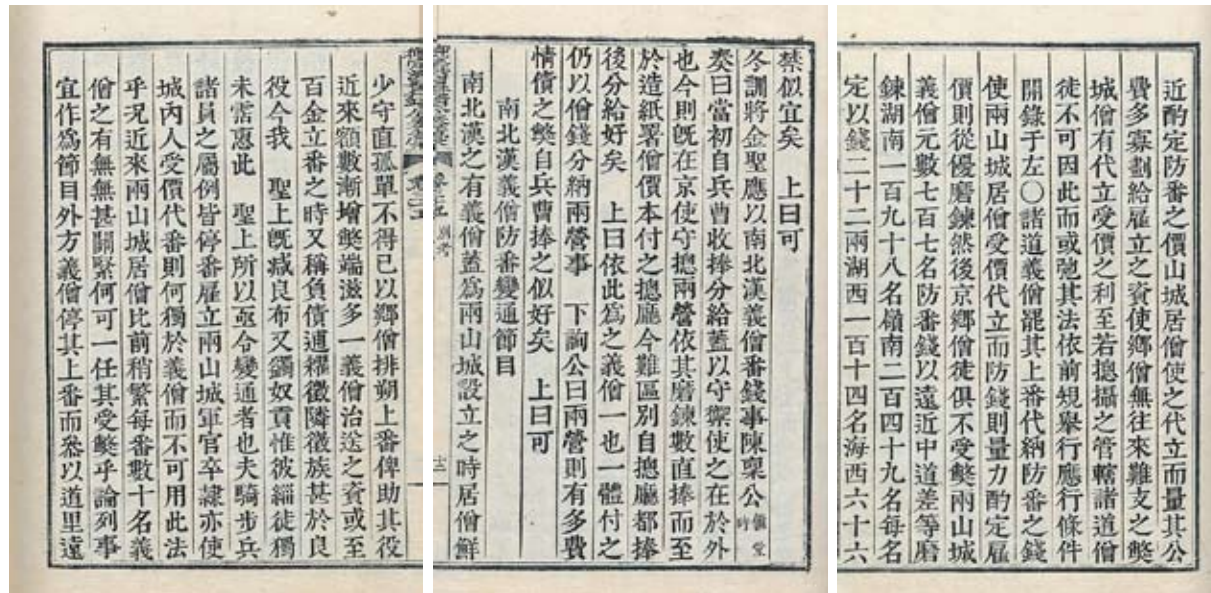 禁似宜矣　上曰可
冬訓將金聖應以南北漢義僧番錢事陳稟公時備堂
奏曰當初自兵曹收捧分給蓋以守禦使之在於外
也今則旣在京使守摠兩營依其磨鍊數直捧而至
於造紙署僧價本付之摠廳今難區別自摠廳都捧
後分給好矣　上曰依此爲之義僧一也一體付之
仍以僧錢分納兩營事　下詢公曰兩營則有多費
情債之獘自兵曹捧之似好矣　上曰可
南北漢義僧防番變通節目
南北漢之有義僧蓋爲兩山城設立之時居僧鮮
少守直孤單不得已以鄕僧排朔上番俾助其役
近來額數漸增獘端滋多一義僧治送之資或至
百金立番之時又稱負債逋糴徵隣徵族甚於良
役今我　聖上旣减良布又蠲奴貢惟彼緇徒獨
未霑惠此　聖上所以亟令變通者也夫騎步兵
諸員之屬例皆停番雇立兩山城軍官卒隷亦使
城內人受價代番則何獨於義僧而不可用此法
乎况近來兩山城居僧比前稍繁每番數十名義
僧之有無無甚關緊何可一任其受獘乎論列事
宜作爲節目外方義僧停其上番而叅以道里遠
近酌定防番之價山城居僧使之代立而量其公
費多寡劃給雇立之資使鄕僧無往來難支之獘
城僧有代立受價之利至若摠攝之管轄諸道僧
徒不可因此而或弛其法依前規擧行應行條件
開錄于左○諸道義僧罷其上番代納防番之錢
使兩山城居僧受價代立而防錢則量力酌定雇
價則從優磨鍊然後京鄕僧徒俱不受獘兩山城
義僧元數七百七名防番錢以遠近中道差等磨
鍊湖南一百九十八名嶺南二百四十九名每名
定以錢二十二兩湖西一百十四名海西六十六